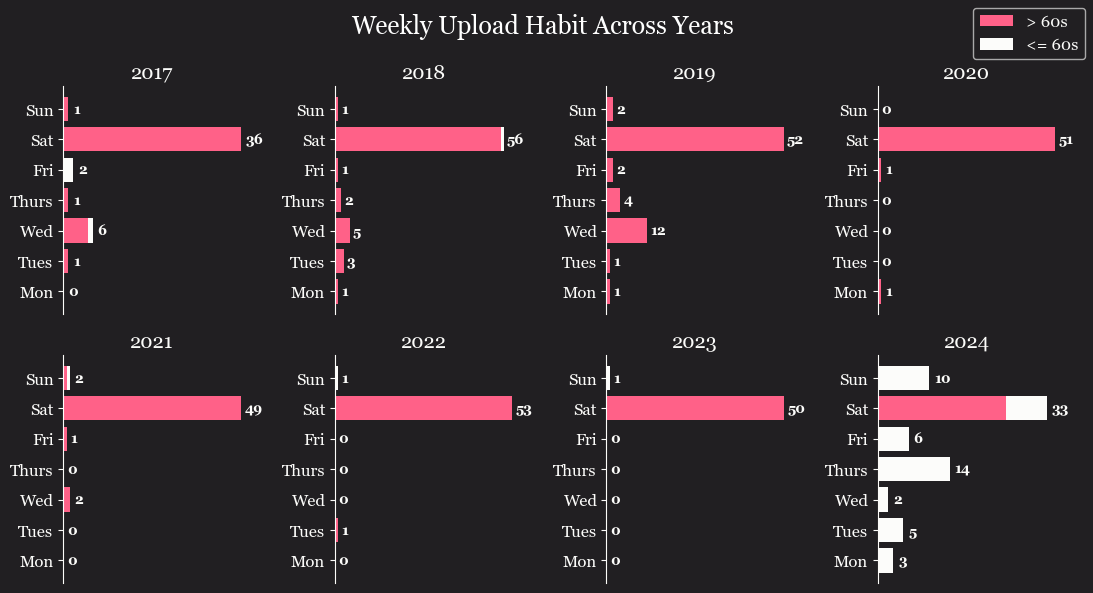 Weekly Upload Habit Across Years
> 60s
<= 60s
2017
Sun 1
Sat 36
Fri 2
Thurs 1
Wed 6
Tues 1
Mon 0
2018
Sun 1
Sat 56
Fri 1
Thurs 2
Wed 5
Tues 3
Mon 1
2019
Sun 2
Sat 52
Fri 2
Thurs 4
Wed 12
Tues 1
Mon 1
2020
Sun 0
Sat 51
Fri 1
Thurs 0
Wed 0
Tues 0
Mon 1
2021
Sun 2
Sat 49
Fri 1
Thurs 0
Wed 2
Tues 0
Mon 0
2022
Sun 1
Sat 53
Fri 0
Thurs 0
Wed 0
Tues 1
Mon 0
2023
Sun 1
Sat 50
Fri 0
Thurs 0
Wed 0
Tues 0
Mon 0
2024
Sun 10
Sat 33
Fri 6
Thurs 14
Wed 2
Tues 5
Mon 3